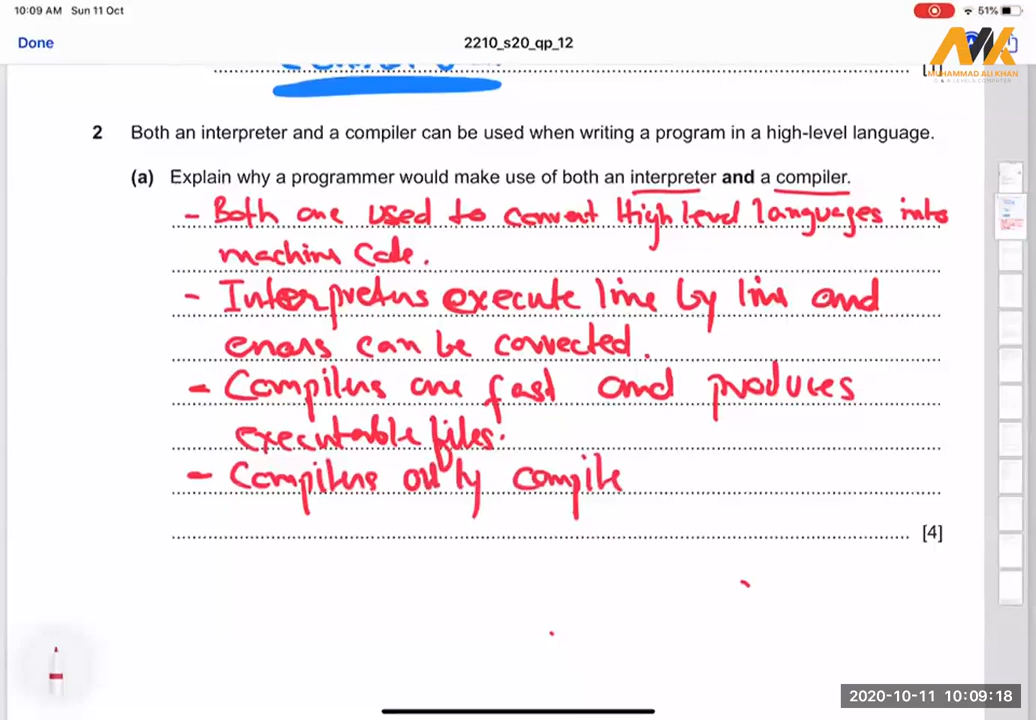 10:09 AM Sun 11 Oct
51%
Done
2210_s20_qp_12
MUHAMMAD ALI KHAN
O & A LEVELS COMPUTER
[1]
2 Both an interpreter and a compiler can be used when writing a program in a high-level language.
(a) Explain why a programmer would make use of both an interpreter and a compiler.
- Both are used to convert High level languages into
machine code.
- Interpreters execute line by line and
errors can be corrected.
- Compilers are fast and produces
executable files.
- Compilers only compile
[4]
2020-10-11 10:09:18